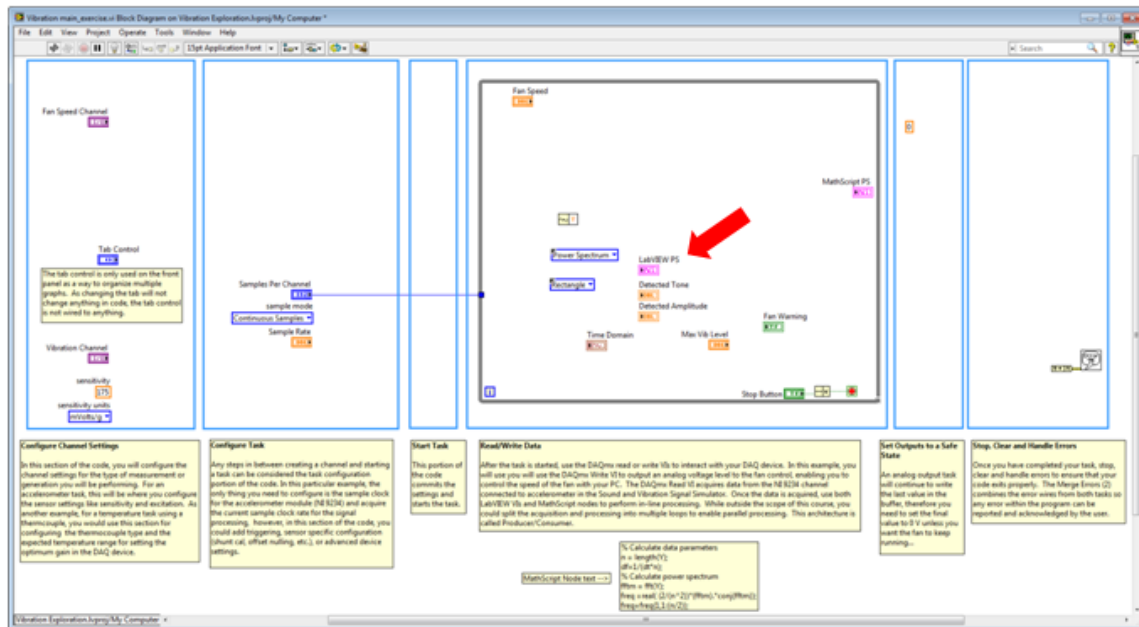 Vibration main_exercise.vi Block Diagram on Vibration Exploration.lvproj/My Computer *
File Edit View Project Operate Tools Window Help
15pt Application Font
Search
Fan Speed Channel
Tab Control
The tab control is only used on the front
panel as a way to organize multiple
graphs. As changing the tab will not
change anything in code, the tab control
is not wired to anything.
Vibration Channel
sensitivity
175
sensitivity units
mVolts/g
Samples Per Channel
sample mode
Continuous Samples
Sample Rate
Fan Speed
MathScript PS
Power Spectrum
LabVIEW PS
Rectangle
Detected Tone
Detected Amplitude
Fan Warning
Time Domain
Max Vib Level
i
Stop Button
0
Configure Channel Settings
In this section of the code, you will configure the
channel settings for the type of measurement or
generation you will be performing. For an
accelerometer task, this will be where you configure
the sensor settings like sensitivity and excitation. As
another example, for a temperature task using a
thermocouple, you would use this section for
configuring the thermocouple type and the
expected temperature range for setting the
optimum gain in the DAQ device.
Configure Task
Any steps in between creating a channel and starting
a task can be considered the task configuration
portion of the code. In this particular example, the
only thing you need to configure is the sample clock
for the accelerometer module (NI 9234) and acquire
the current sample clock rate for the signal
processing, however, in this section of the code, you
could add triggering, sensor specific configuration
(shunt cal, offset nulling, etc.), or advanced device
settings.
Start Task
This portion of
the code
commits the
settings and
starts the task.
Read/Write Data
After the task is started, use the DAQmx read or write VIs to interact with your DAQ device. In this example, you
will use you will use the DAQmx Write VI to output an analog voltage level to the fan control, enabling you to
control the speed of the fan with your PC. The DAQmx Read VI acquires data from the NI 9234 channel
connected to accelerometer in the Sound and Vibration Signal Simulator. Once the data is acquired, use both
LabVIEW VIs and MathScript nodes to perform in-line processing. While outside the scope of this course, you
could split the acquisition and processing into multiple loops to enable parallel processing. This architecture is
called Producer/Consumer.
Set Outputs to a Safe
State
An analog output task
will continue to write
the last value in the
buffer, therefore you
need to set the final
value to 0 V unless you
want the fan to keep
running...
Stop, Clear and Handle Errors
Once you have completed your task, stop,
clear and handle errors to ensure that your
code exits properly. The Merge Errors (2)
combines the error wires from both tasks so
any error within the program can be
reported and acknowledged by the user.
MathScript Node text -->
% Calculate data parameters
n = length(Y);
df=1/(dt*n);
% Calculate power spectrum
fftm = fft(Y);
freq =real( (2/(n^2))*(fftm).*conj(fftm));
freq=freq(1,1:(n/2));
Vibration Exploration.lvproj/My Computer